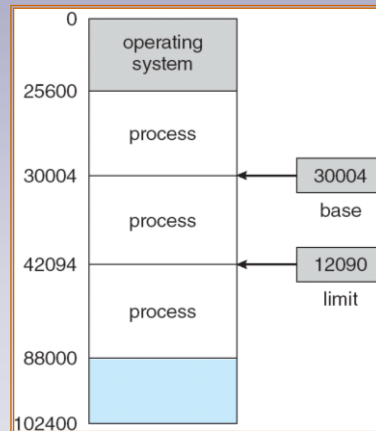 0
operating
system
25600
process
30004
30004
base
process
42094
12090
limit
process
88000
102400